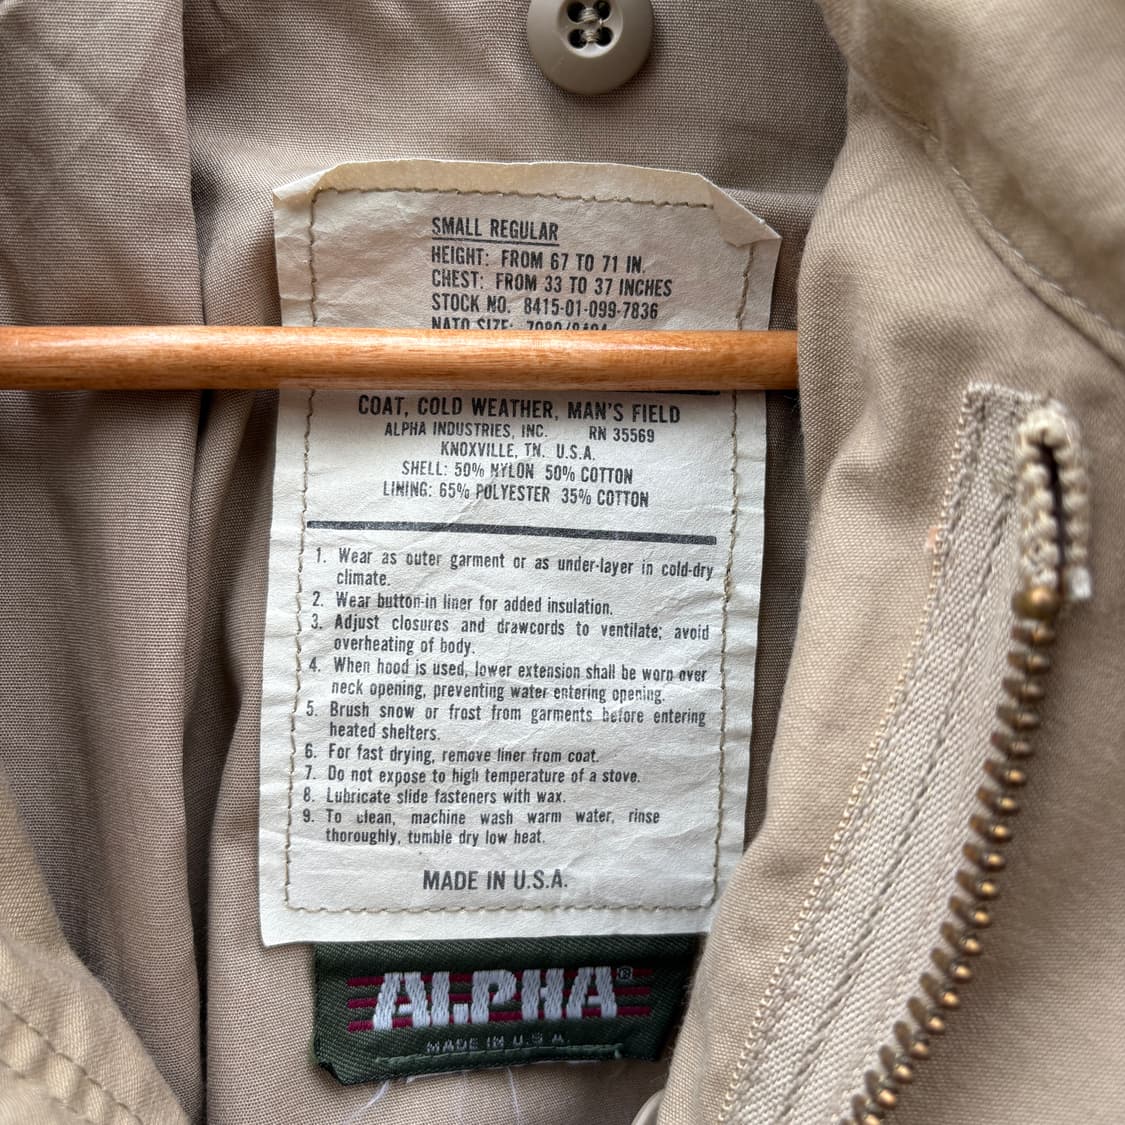 SMALL REGULAR
HEIGHT: FROM 67 TO 71 IN.
CHEST: FROM 33 TO 37 INCHES
STOCK NO. 8415-01-099-7836
NATO SIZE:
COAT, COLD WEATHER, MAN'S FIELD
ALPHA INDUSTRIES, INC. RN 35569
KNOXVILLE, TN. U.S.A.
SHELL: 50% NYLON 50% COTTON
LINING: 65% POLYESTER 35% COTTON
1. Wear as outer garment or as under-layer in cold-dry
climate.
2. Wear button-in liner for added insulation.
3. Adjust closures and drawcords to ventilate; avoid
overheating of body.
4. When hood is used, lower extension shall be worn over
neck opening, preventing water entering opening.
5. Brush snow or frost from garments before entering
heated shelters.
6. For fast drying, remove liner from coat.
7. Do not expose to high temperature of a stove.
8. Lubricate slide fasteners with wax.
9. To clean, machine wash warm water, rinse
thoroughly, tumble dry low heat.
MADE IN U.S.A.
ALPHA®
MADE IN U.S.A.